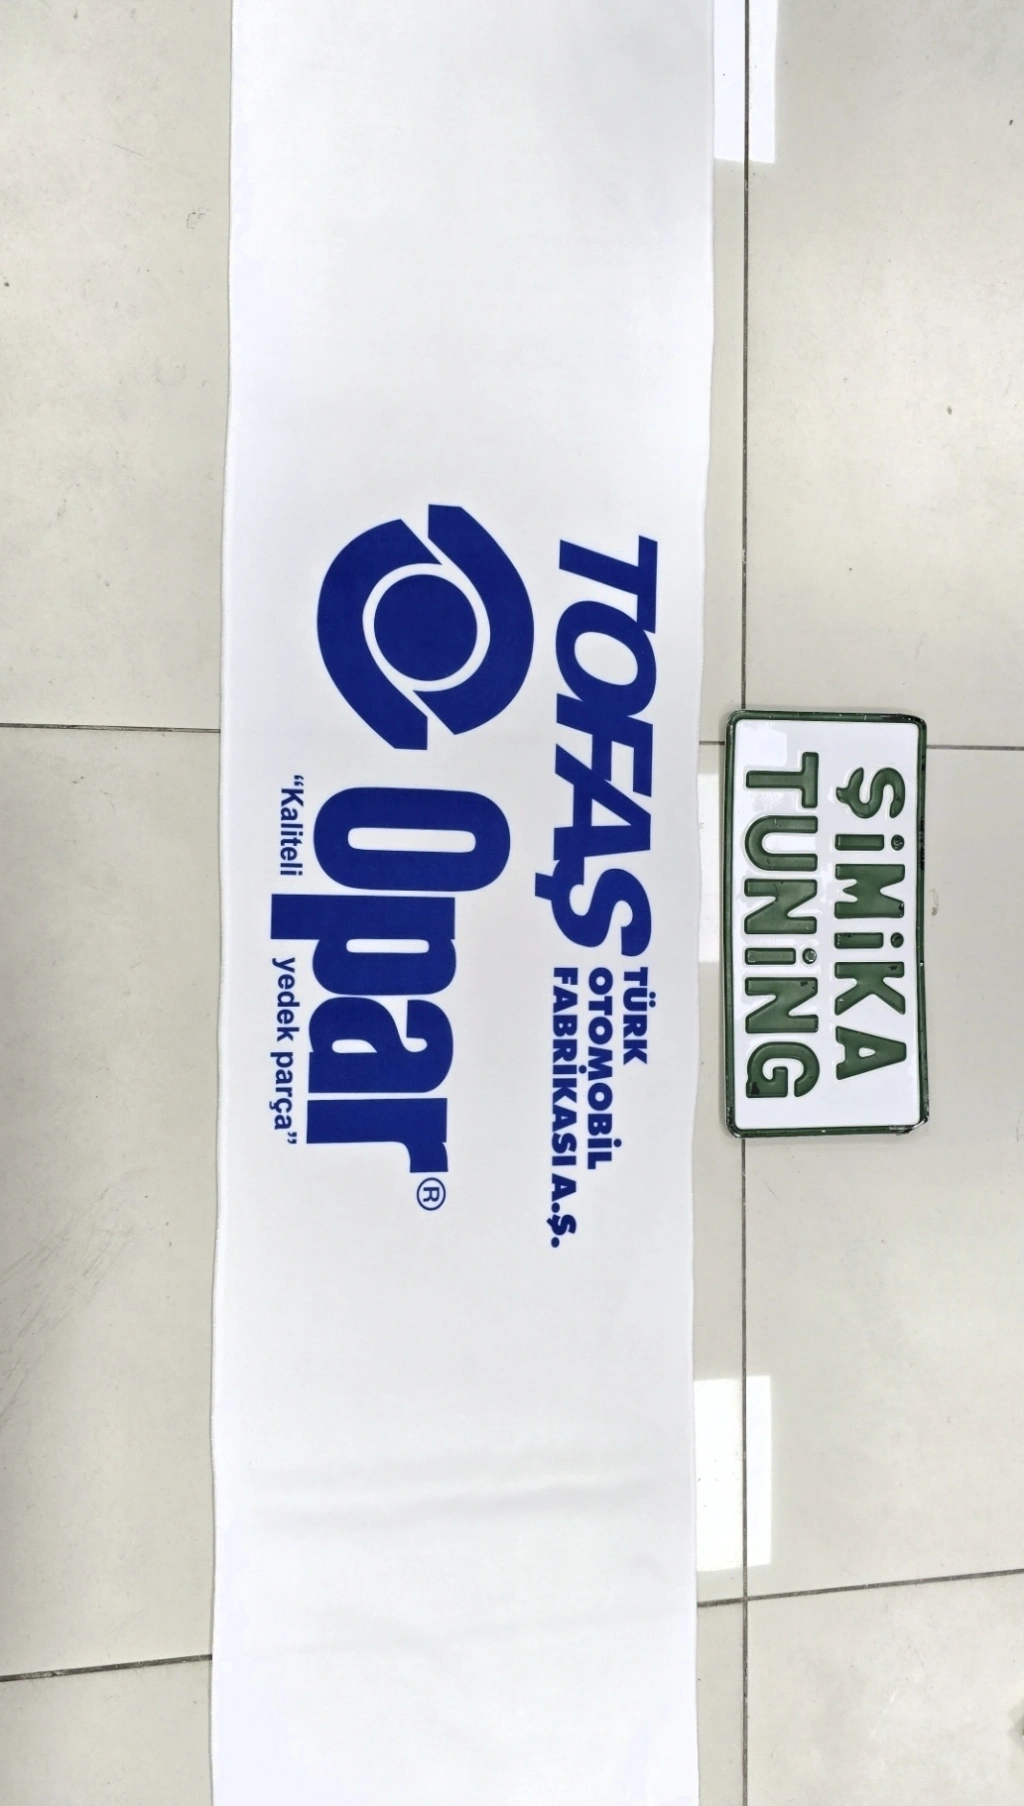 ŞİMİKA
TUNİNG
TOFAŞ
TÜRK
OTOMOBİL
FABRİKASI A.Ş.
Opar®
"Kaliteli yedek parça"